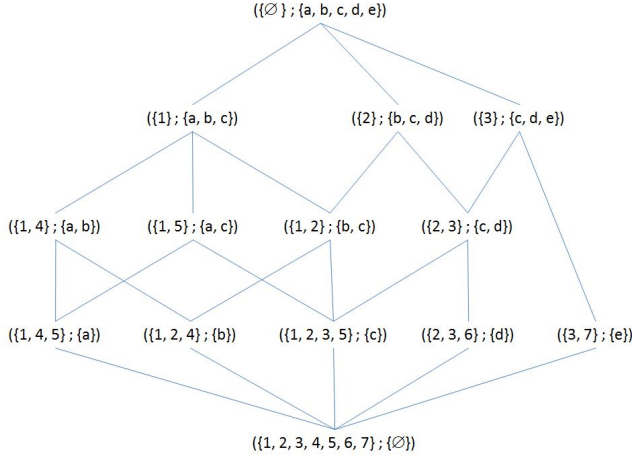 ({∅} ; {a, b, c, d, e})
({1} ; {a, b, c}) ({2} ; {b, c, d}) ({3} ; {c, d, e})
({1, 4} ; {a, b}) ({1, 5} ; {a, c}) ({1, 2} ; {b, c}) ({2, 3} ; {c, d})
({1, 4, 5} ; {a}) ({1, 2, 4} ; {b}) ({1, 2, 3, 5} ; {c}) ({2, 3, 6} ; {d}) ({3, 7} ; {e})
({1, 2, 3, 4, 5, 6, 7} ; {∅})